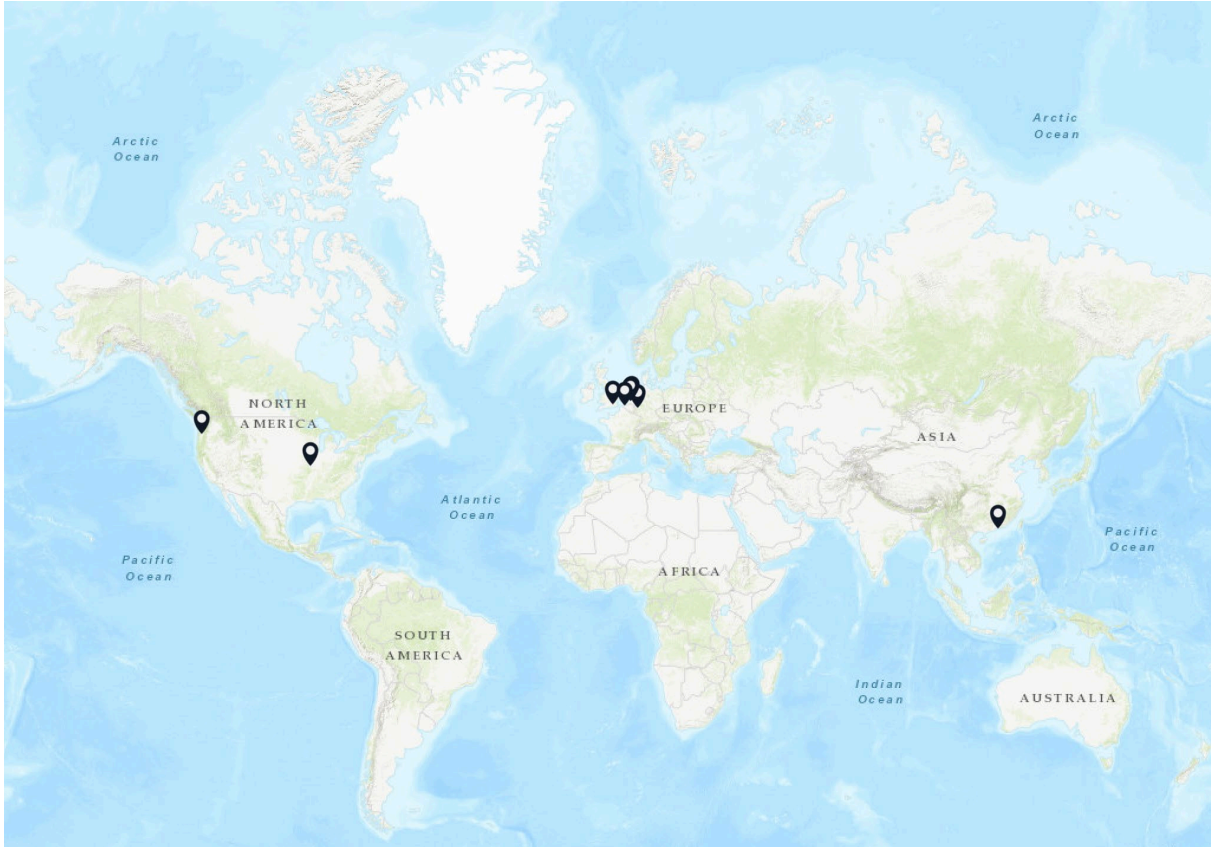 Arctic
Ocean
Arctic
Ocean
NORTH
AMERICA
EUROPE
ASIA
Atlantic
Ocean
Pacific
Ocean
Pacific
Ocean
AFRICA
SOUTH
AMERICA
Indian
Ocean
AUSTRALIA